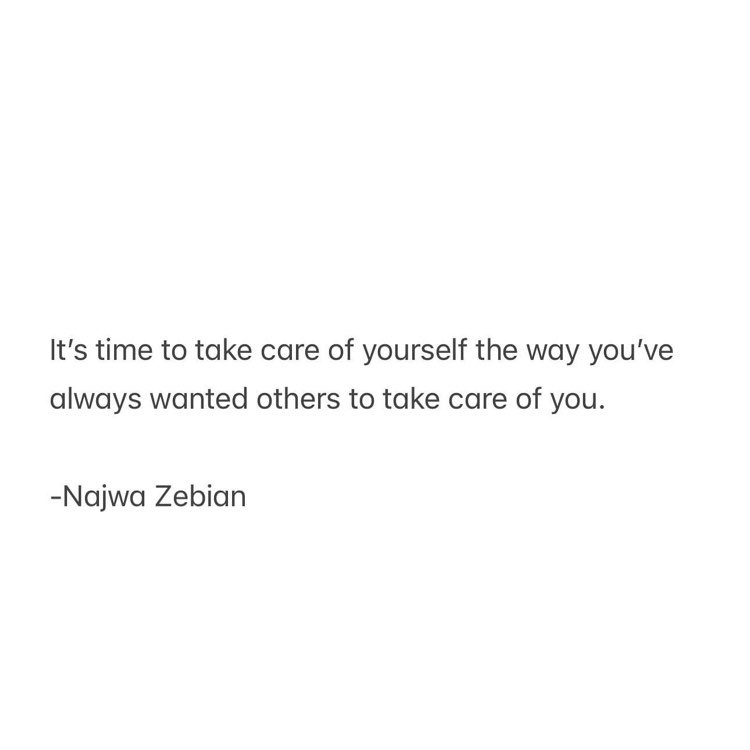 It’s time to take care of yourself the way you’ve
always wanted others to take care of you.
-Najwa Zebian